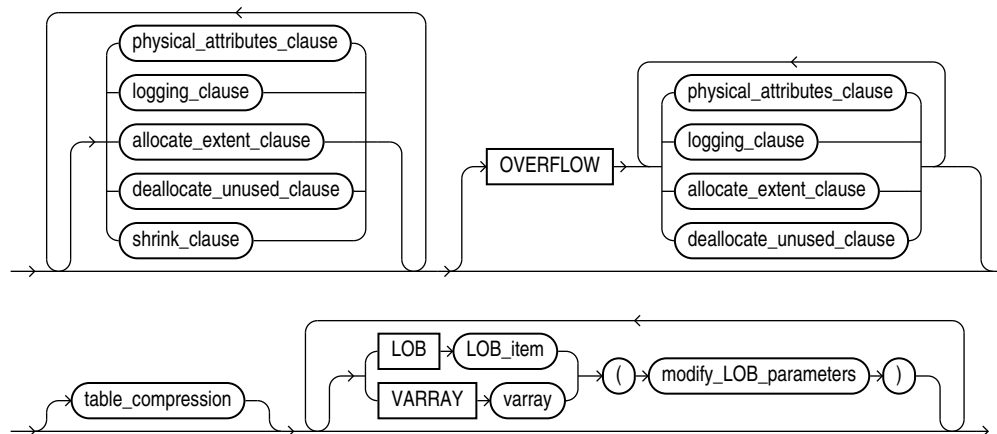 physical_attributes_clause
logging_clause
allocate_extent_clause
deallocate_unused_clause
shrink_clause
OVERFLOW
physical_attributes_clause
logging_clause
allocate_extent_clause
deallocate_unused_clause
table_compression
LOB LOB_item
VARRAY varray
( modify_LOB_parameters )